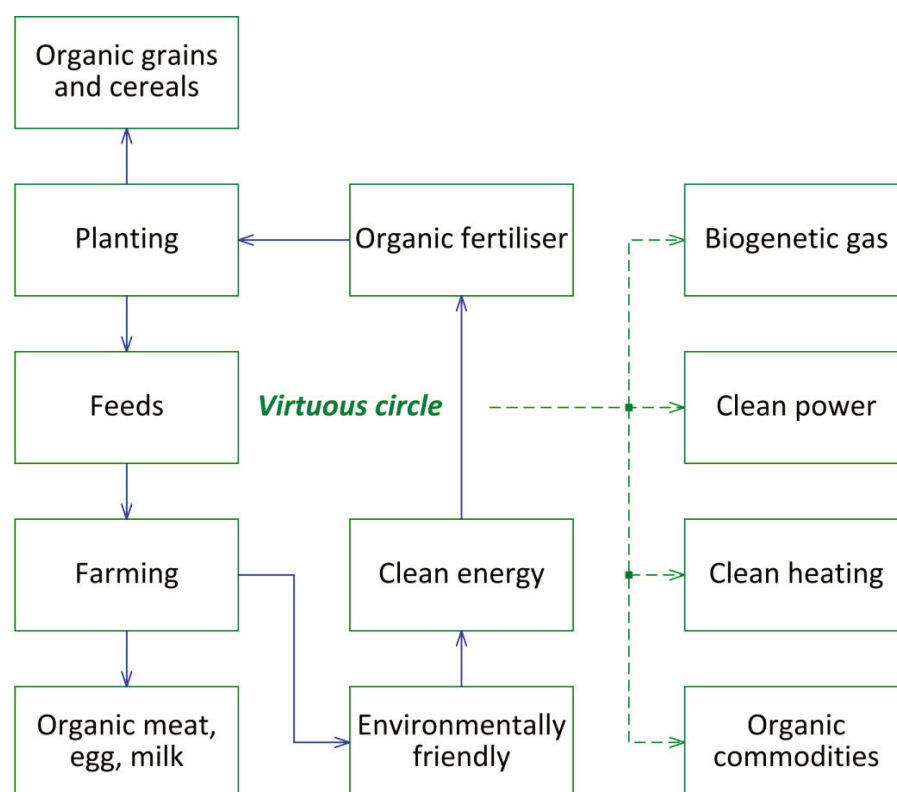 Organic grains
and cereals
Planting
Organic fertiliser
Biogenetic gas
Feeds
Virtuous circle
Clean power
Farming
Clean energy
Clean heating
Organic meat,
egg, milk
Environmentally
friendly
Organic
commodities